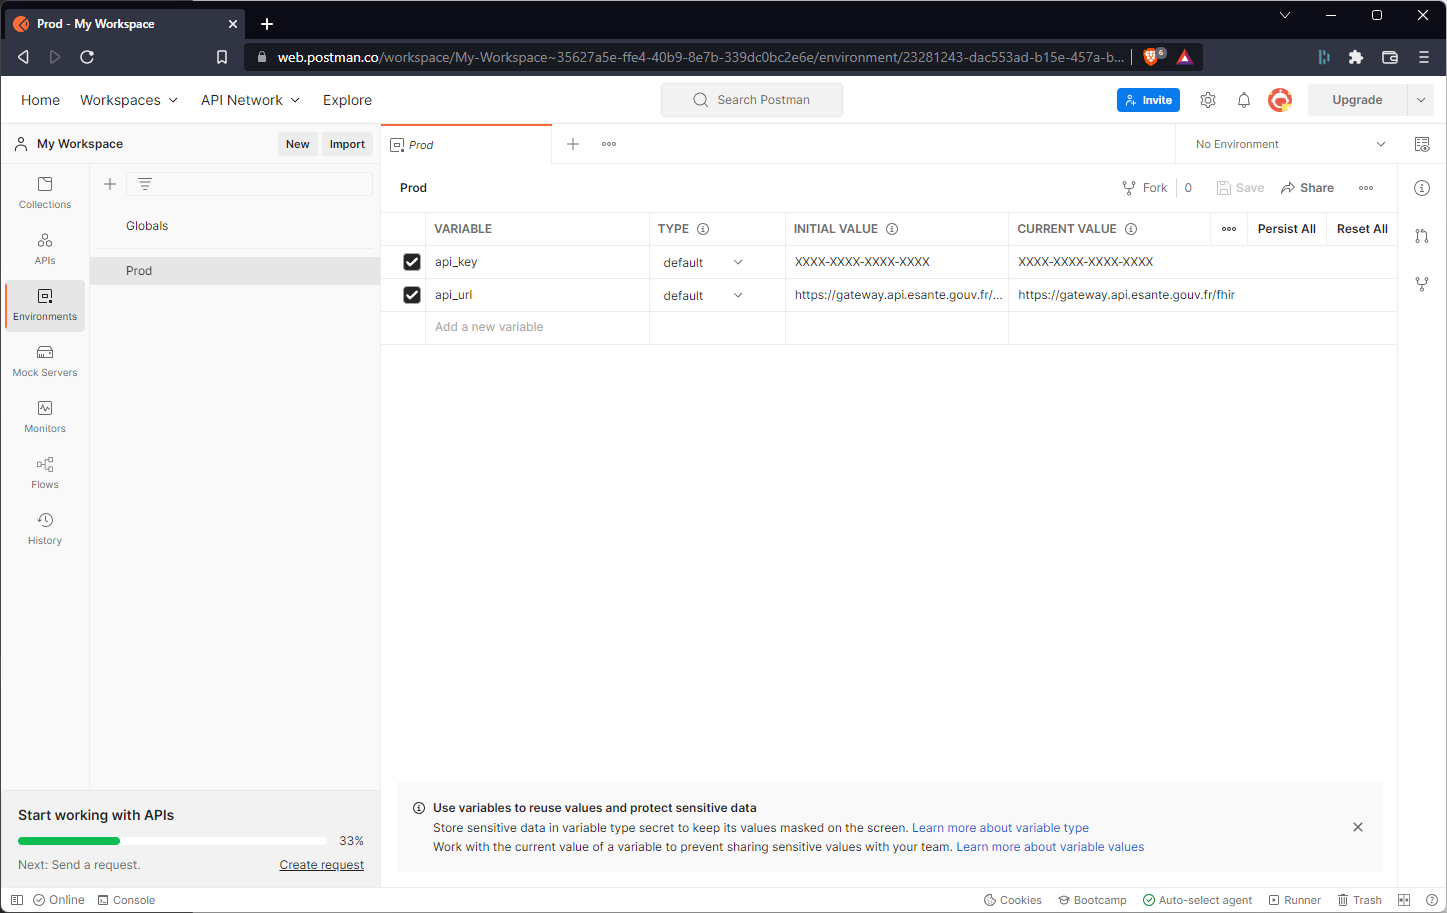 Prod - My Workspace
web.postman.co/workspace/My-Workspace~35627a5e-ffe4-40b9-8e7b-339dc0bc2e6e/environment/23281243-dac553ad-b15e-457a-b...
6
Home Workspaces API Network Explore
Search Postman
Invite
Upgrade
My Workspace
New Import
Prod
No Environment
Collections
APIs
Environments
Mock Servers
Monitors
Flows
History
Globals
Prod
Prod
Fork 0 Save Share
VARIABLE TYPE INITIAL VALUE CURRENT VALUE Persist All Reset All
api_key default XXXX-XXXX-XXXX-XXXX XXXX-XXXX-XXXX-XXXX
api_url default https://gateway.api.esante.gouv.fr/... https://gateway.api.esante.gouv.fr/fhir
Add a new variable
Use variables to reuse values and protect sensitive data
Store sensitive data in variable type secret to keep its values masked on the screen. Learn more about variable type
Work with the current value of a variable to prevent sharing sensitive values with your team. Learn more about variable values
Start working with APIs
33%
Next: Send a request. Create request
Online Console
Cookies Bootcamp Auto-select agent Runner Trash